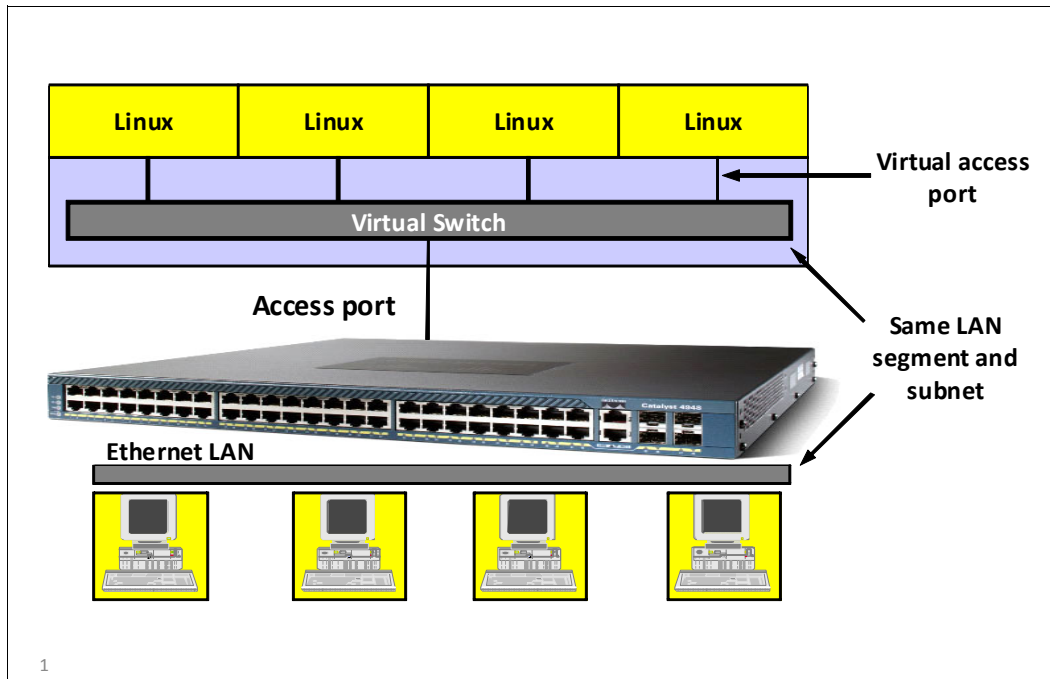 Linux Linux Linux Linux
Virtual access
port
Virtual Switch
Access port
Same LAN
segment and
subnet
Catalyst 4948
Ethernet LAN
1